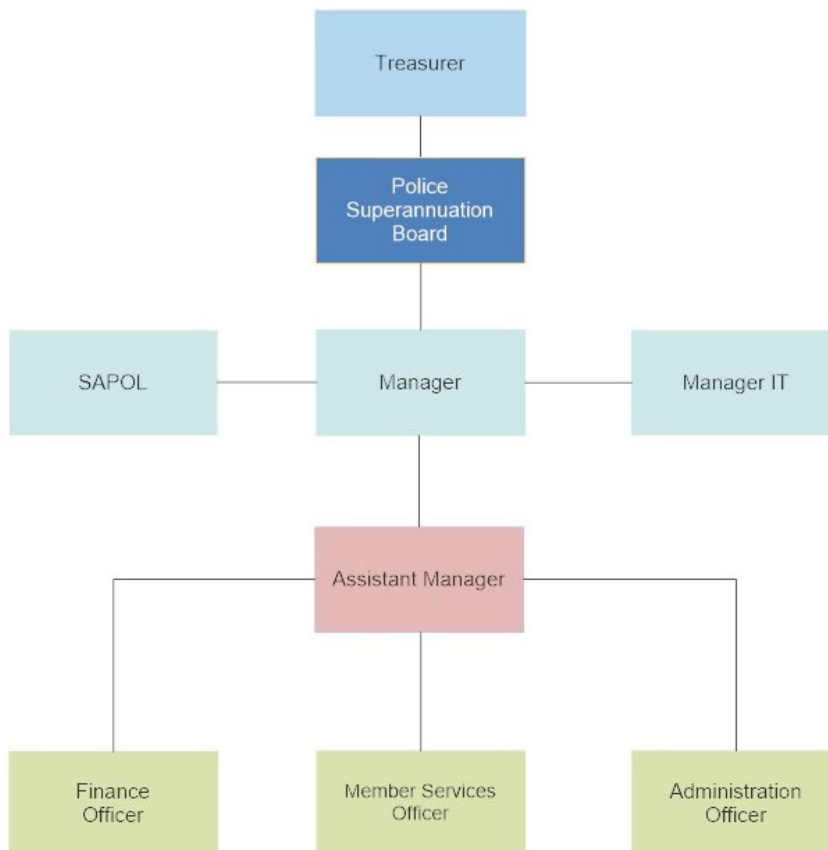 Treasurer
Police
Superannuation
Board
SAPOL
Manager
Manager IT
Assistant Manager
Finance
Officer
Member Services
Officer
Administration
Officer